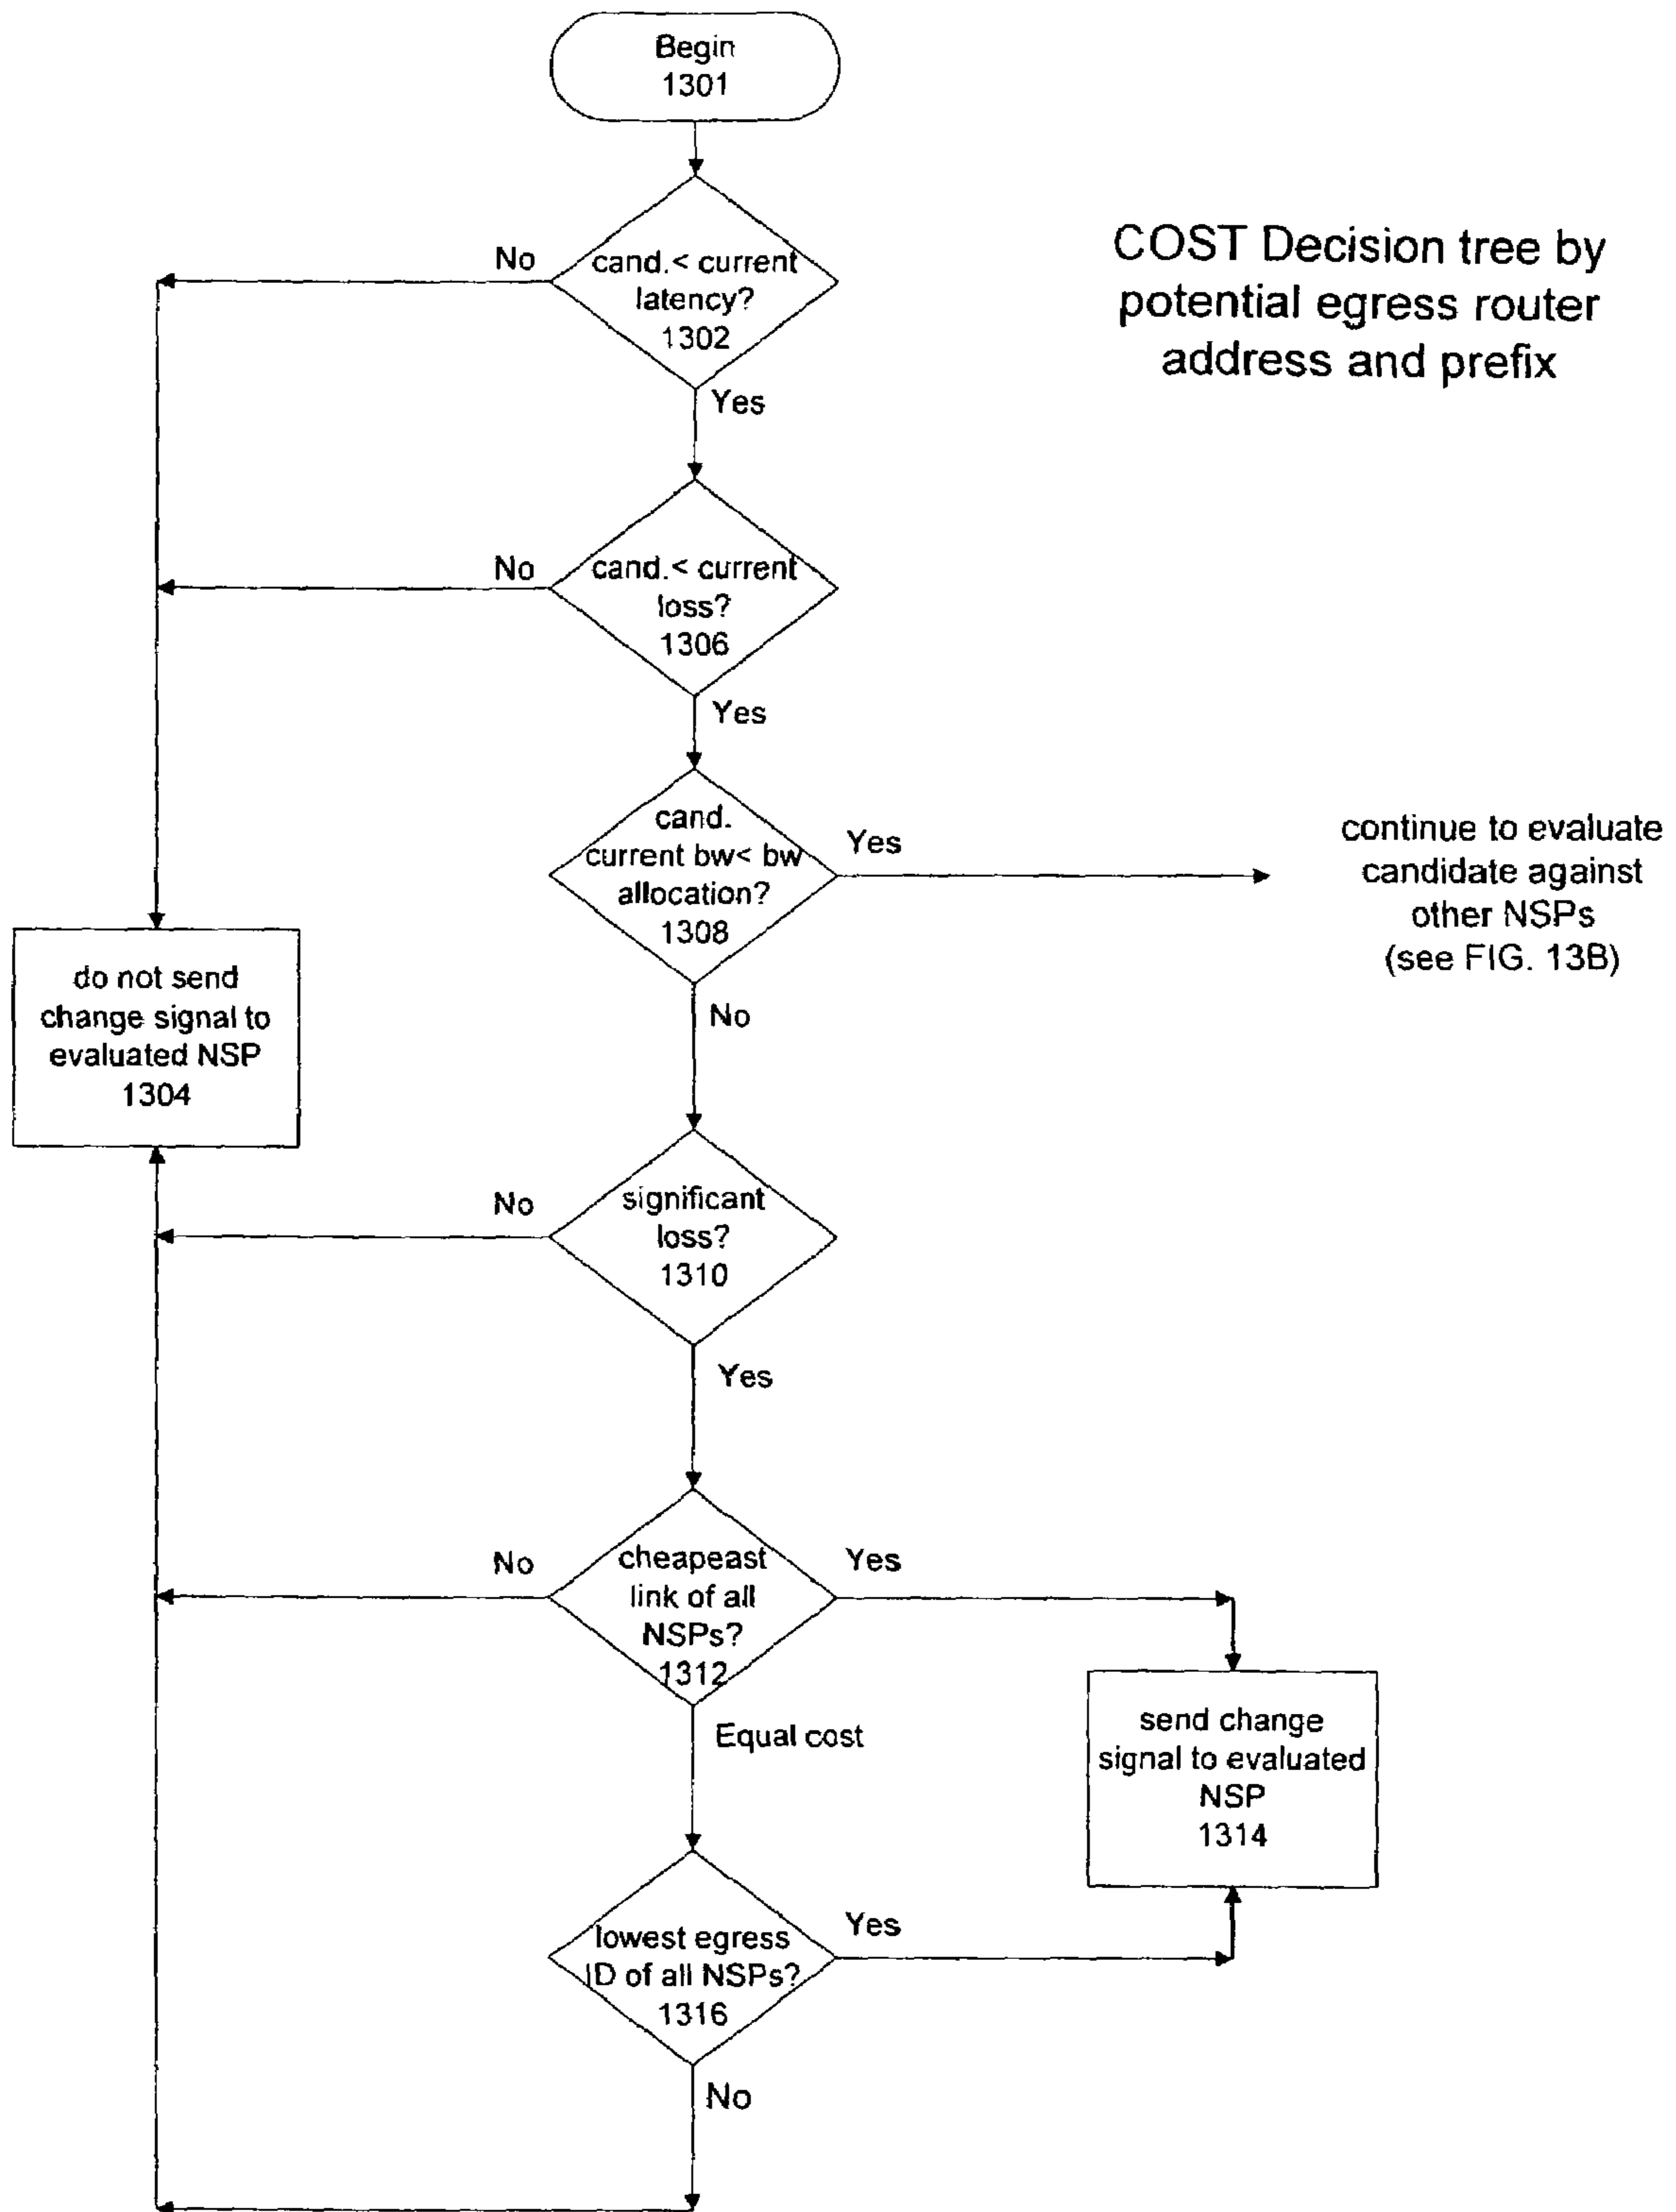 Begin
1301
COST Decision tree by
potential egress router
address and prefix
No
cand.< current
latency?
1302
Yes
No
cand.< current
loss?
1306
Yes
cand.
current bw< bw
allocation?
1308
Yes
continue to evaluate
candidate against
other NSPs
(see FIG. 13B)
do not send
change signal to
evaluated NSP
1304
No
No
significant
loss?
1310
Yes
No
cheapeast
link of all
NSPs?
1312
Yes
Equal cost
send change
signal to evaluated
NSP
1314
lowest egress
ID of all NSPs?
1316
Yes
No